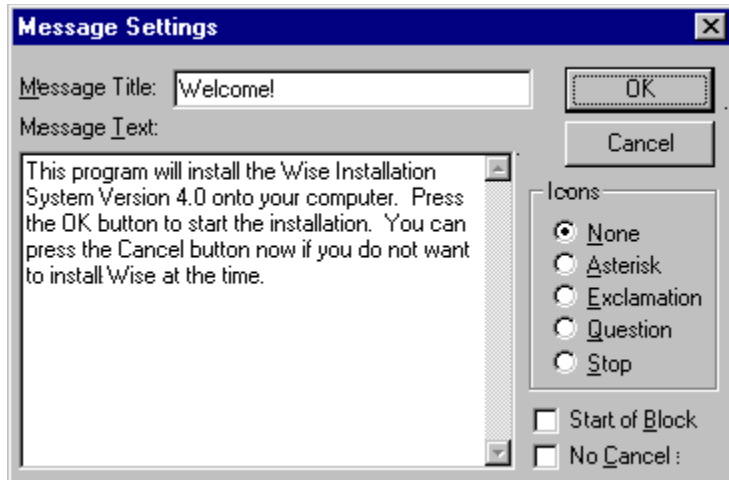 Message Settings
Message Title: Welcome!
OK
Message Text:
Cancel
This program will install the Wise Installation
System Version 4.0 onto your computer.  Press
the OK button to start the installation.  You can
press the Cancel button now if you do not want
to install Wise at the time.
Icons
None
Asterisk
Exclamation
Question
Stop
Start of Block
No Cancel :